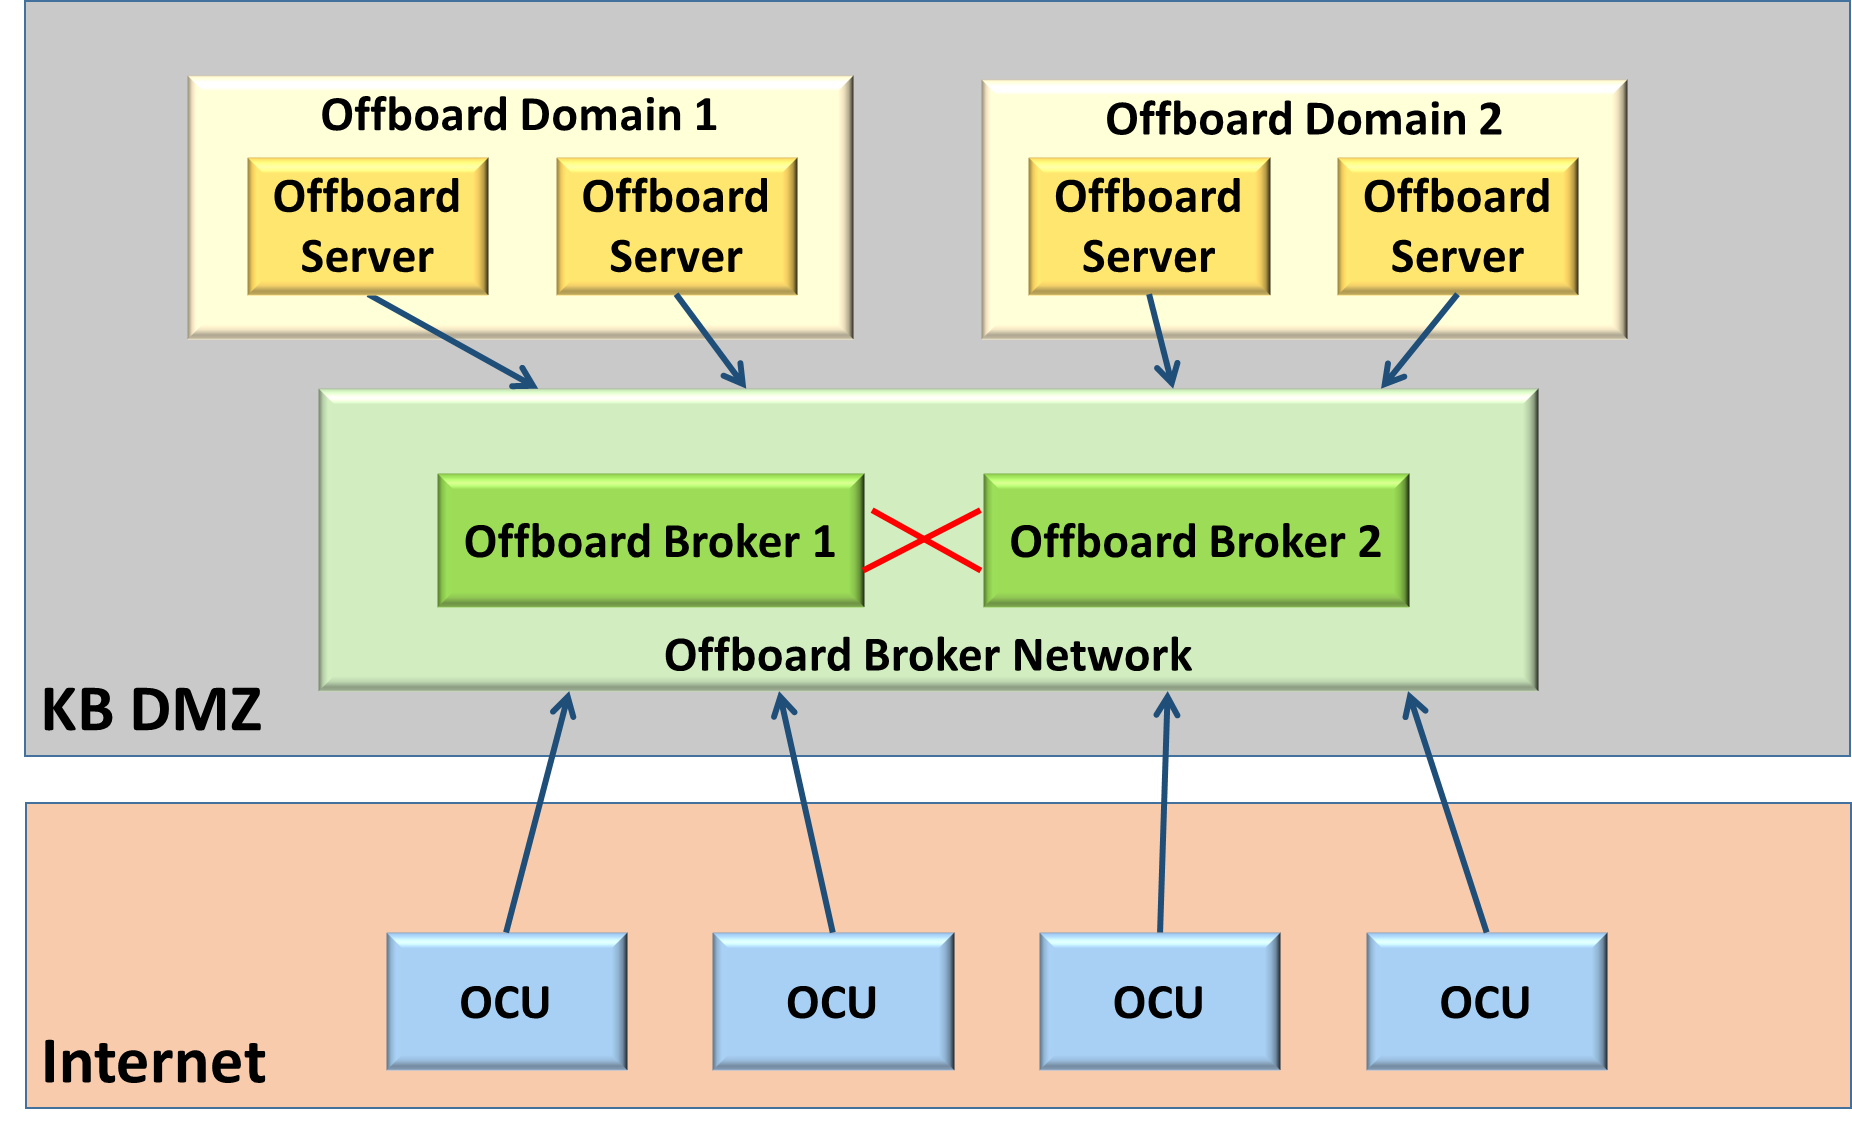 Offboard Domain 1
Offboard
Server
Offboard
Server
Offboard Domain 2
Offboard
Server
Offboard
Server
Offboard Broker 1
Offboard Broker 2
Offboard Broker Network
KB DMZ
OCU
OCU
OCU
OCU
Internet